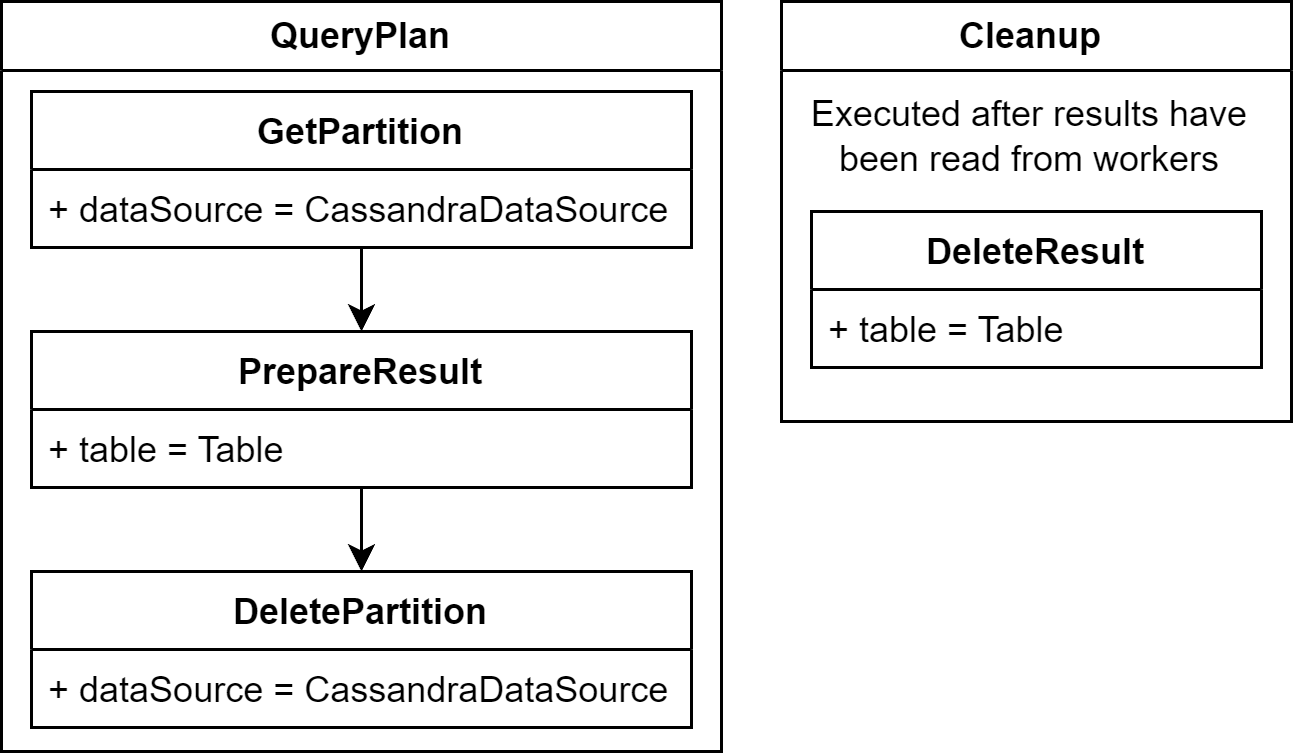 QueryPlan
GetPartition
+ dataSource = CassandraDataSource
PrepareResult
+ table = Table
DeletePartition
+ dataSource = CassandraDataSource
Cleanup
Executed after results have
been read from workers
DeleteResult
+ table = Table